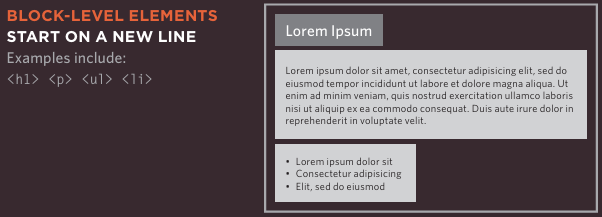 BLOCK-LEVEL ELEMENTS
START ON A NEW LINE
Examples include:
<h1> <p> <ul> <li>
Lorem Ipsum
Lorem ipsum dolor sit amet, consectetur adipisicing elit, sed do
eiusmod tempor incididunt ut labore et dolore magna aliqua. Ut
enim ad minim veniam, quis nostrud exercitation ullamco laboris
nisi ut aliquip ex ea commodo consequat. Duis aute irure dolor in
reprehenderit in voluptate velit.
• Lorem ipsum dolor sit
• Consectetur adipisicing
• Elit, sed do eiusmod